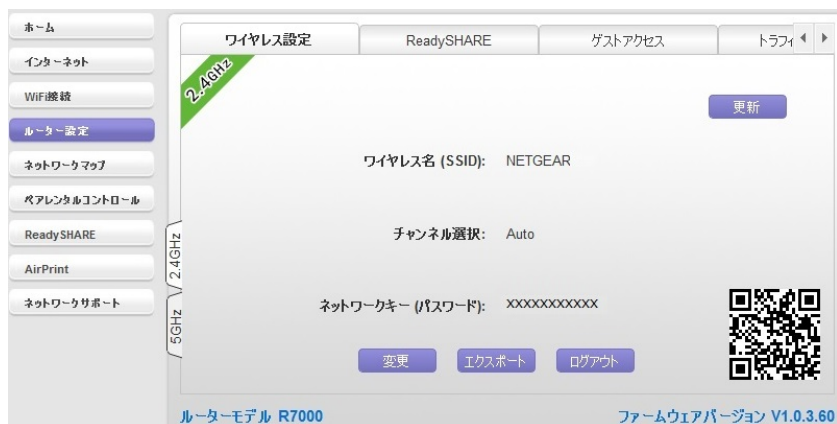 ホーム
インターネット
WiFi接続
ルーター設定
ネットワークマップ
ペアレンタルコントロール
ReadySHARE
AirPrint
ネットワークサポート
ワイヤレス設定
ReadySHARE
ゲストアクセス
トラフィ
2.4GHz
更新
ワイヤレス名 (SSID): NETGEAR
チャンネル選択: Auto
2.4GHz
5GHz
ネットワークキー (パスワード): XXXXXXXXXXX
変更
エクスポート
ログアウト
ルーターモデル R7000
ファームウェアバージョン V1.0.3.60